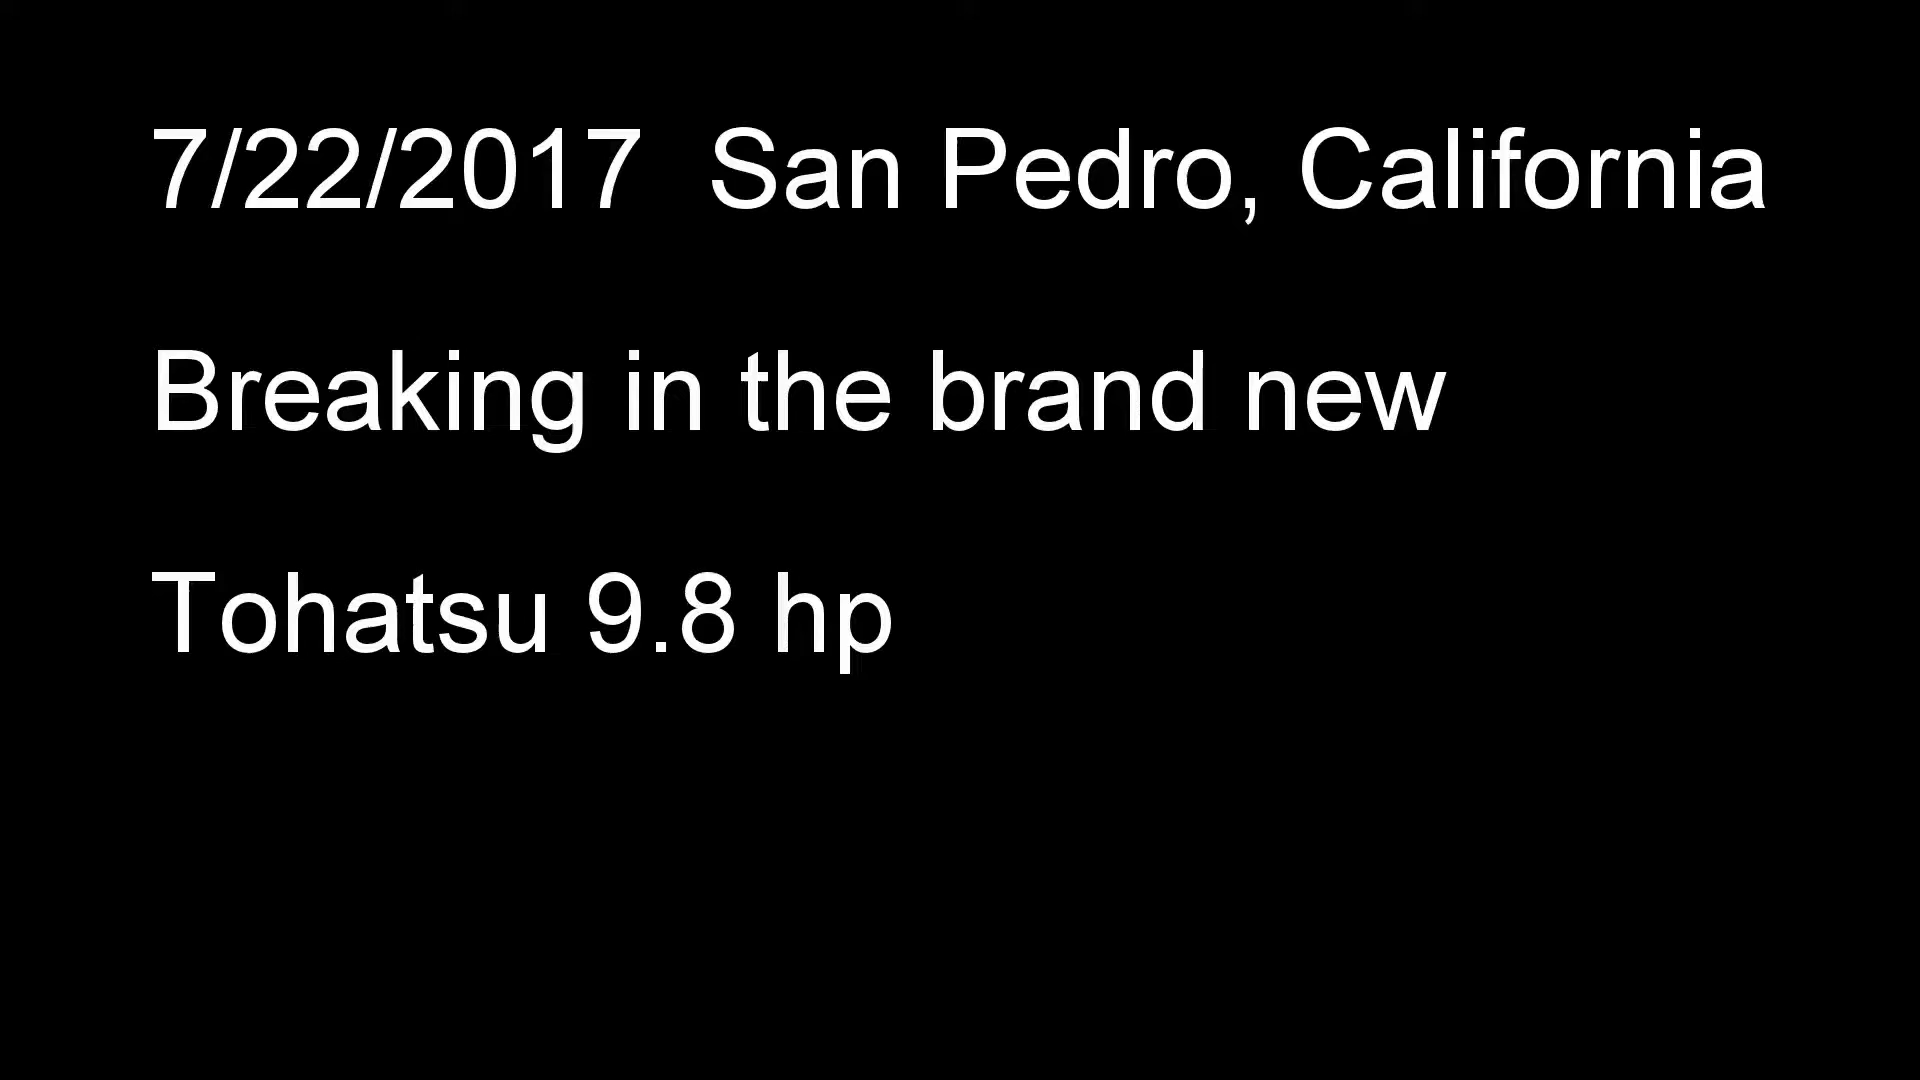 7/22/2017  San Pedro, California
Breaking in the brand new
Tohatsu 9.8 hp